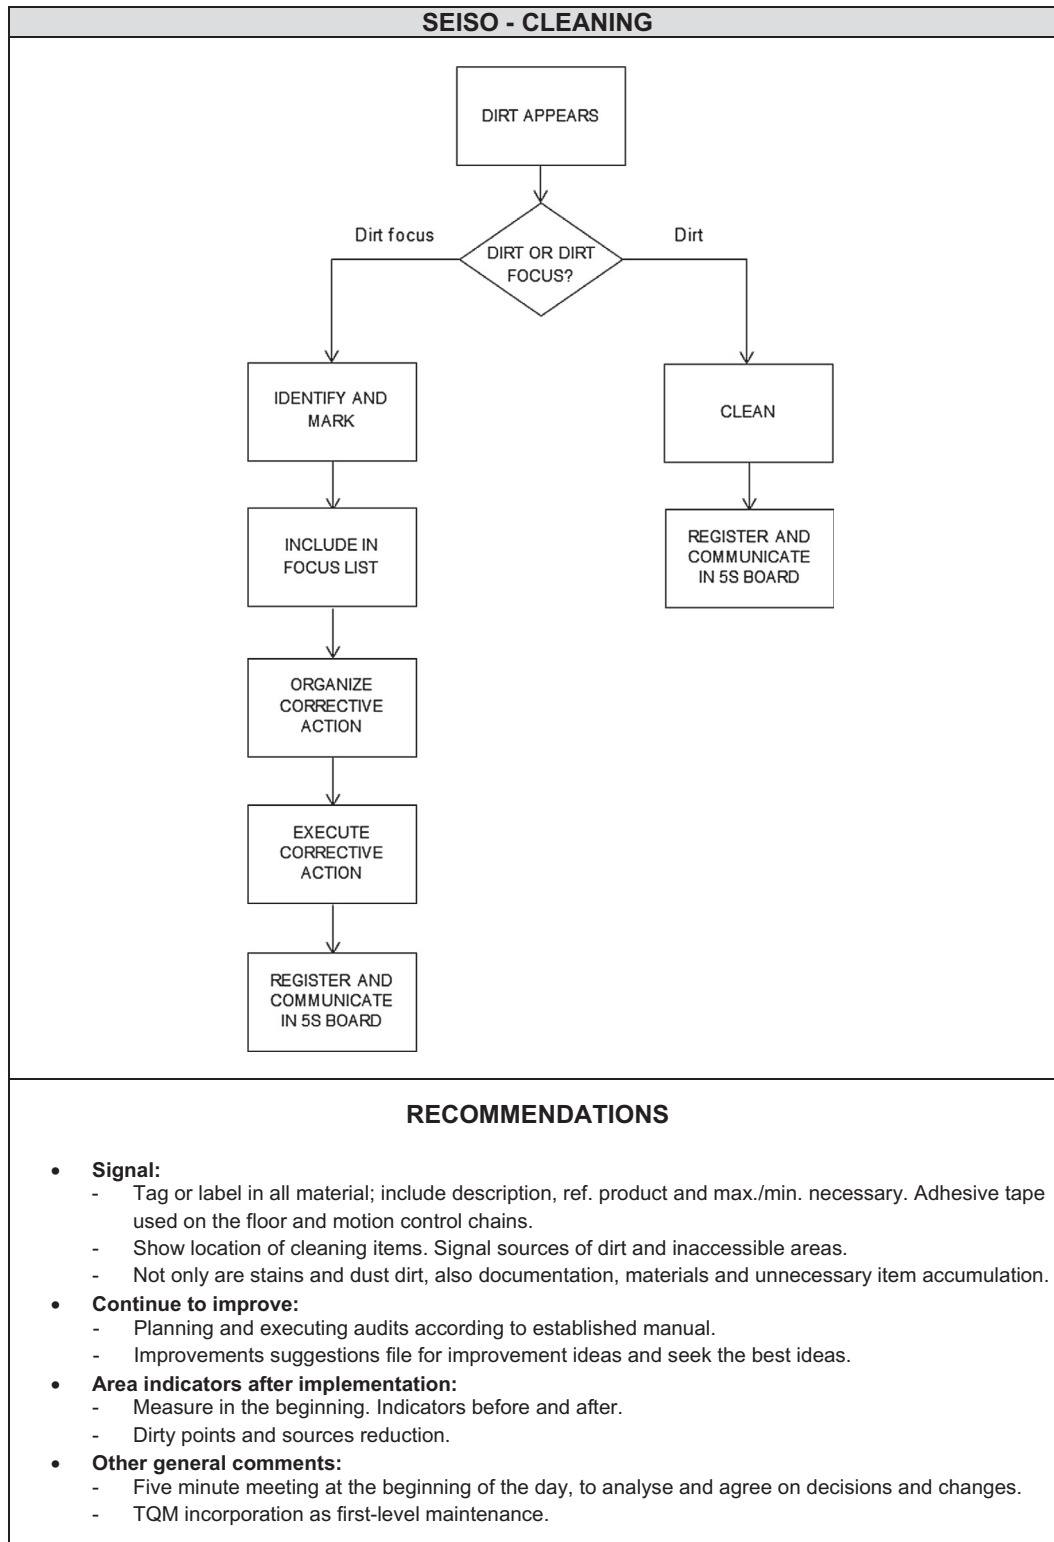 SEISO - CLEANING
DIRT APPEARS
DIRT OR DIRT
FOCUS?
Dirt focus
Dirt
IDENTIFY AND
MARK
INCLUDE IN
FOCUS LIST
ORGANIZE
CORRECTIVE
ACTION
EXECUTE
CORRECTIVE
ACTION
REGISTER AND
COMMUNICATE
IN 5S BOARD
CLEAN
REGISTER AND
COMMUNICATE
IN 5S BOARD
RECOMMENDATIONS
• Signal:
- Tag or label in all material; include description, ref. product and max./min. necessary. Adhesive tape
used on the floor and motion control chains.
- Show location of cleaning items. Signal sources of dirt and inaccessible areas.
- Not only are stains and dust dirt, also documentation, materials and unnecessary item accumulation.
• Continue to improve:
- Planning and executing audits according to established manual.
- Improvements suggestions file for improvement ideas and seek the best ideas.
• Area indicators after implementation:
- Measure in the beginning. Indicators before and after.
- Dirty points and sources reduction.
• Other general comments:
- Five minute meeting at the beginning of the day, to analyse and agree on decisions and changes.
- TQM incorporation as first-level maintenance.